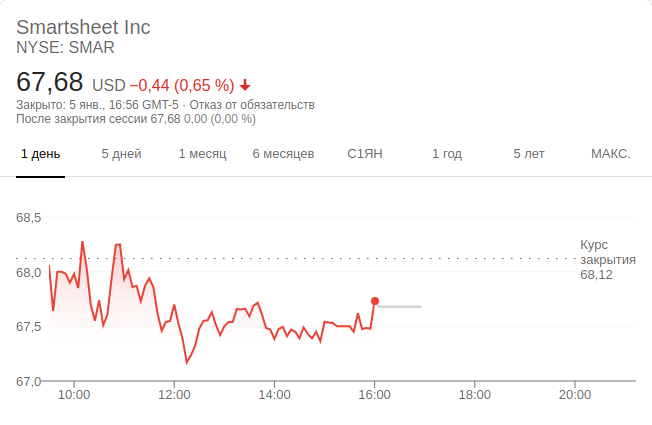 Smartsheet Inc
NYSE: SMAR
67,68 USD −0,44 (0,65 %)
Закрыто: 5 янв., 16:56 GMT-5 · Отказ от обязательств
После закрытия сессии 67,68 0,00 (0,00 %)
1 день 5 дней 1 месяц 6 месяцев С1ЯН 1 год 5 лет МАКС.
68,5
Курс
закрытия
68,12
68,0
67,5
67,0
10:00 12:00 14:00 16:00 18:00 20:00